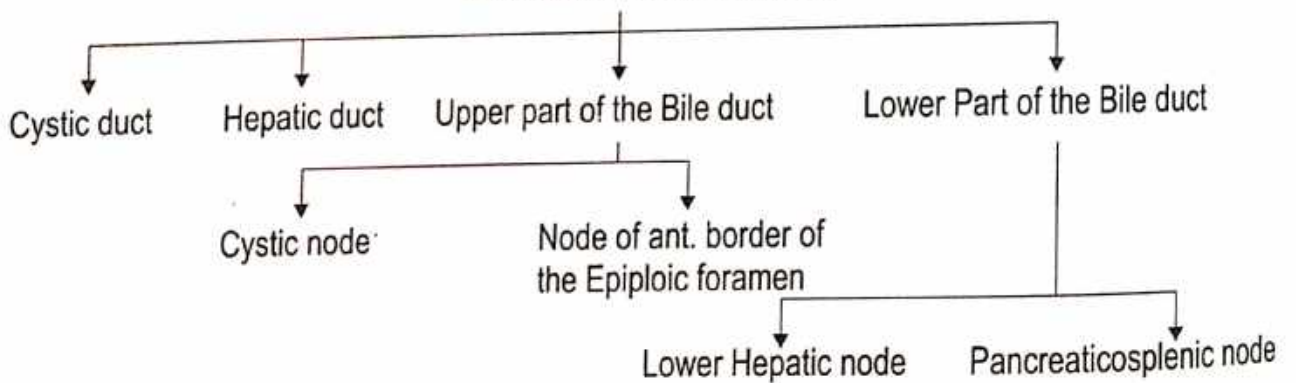 Cystic duct
Hepatic duct
Upper part of the Bile duct
Lower Part of the Bile duct
Cystic node
Node of ant. border of
the Epiploic foramen
Lower Hepatic node
Pancreaticosplenic node